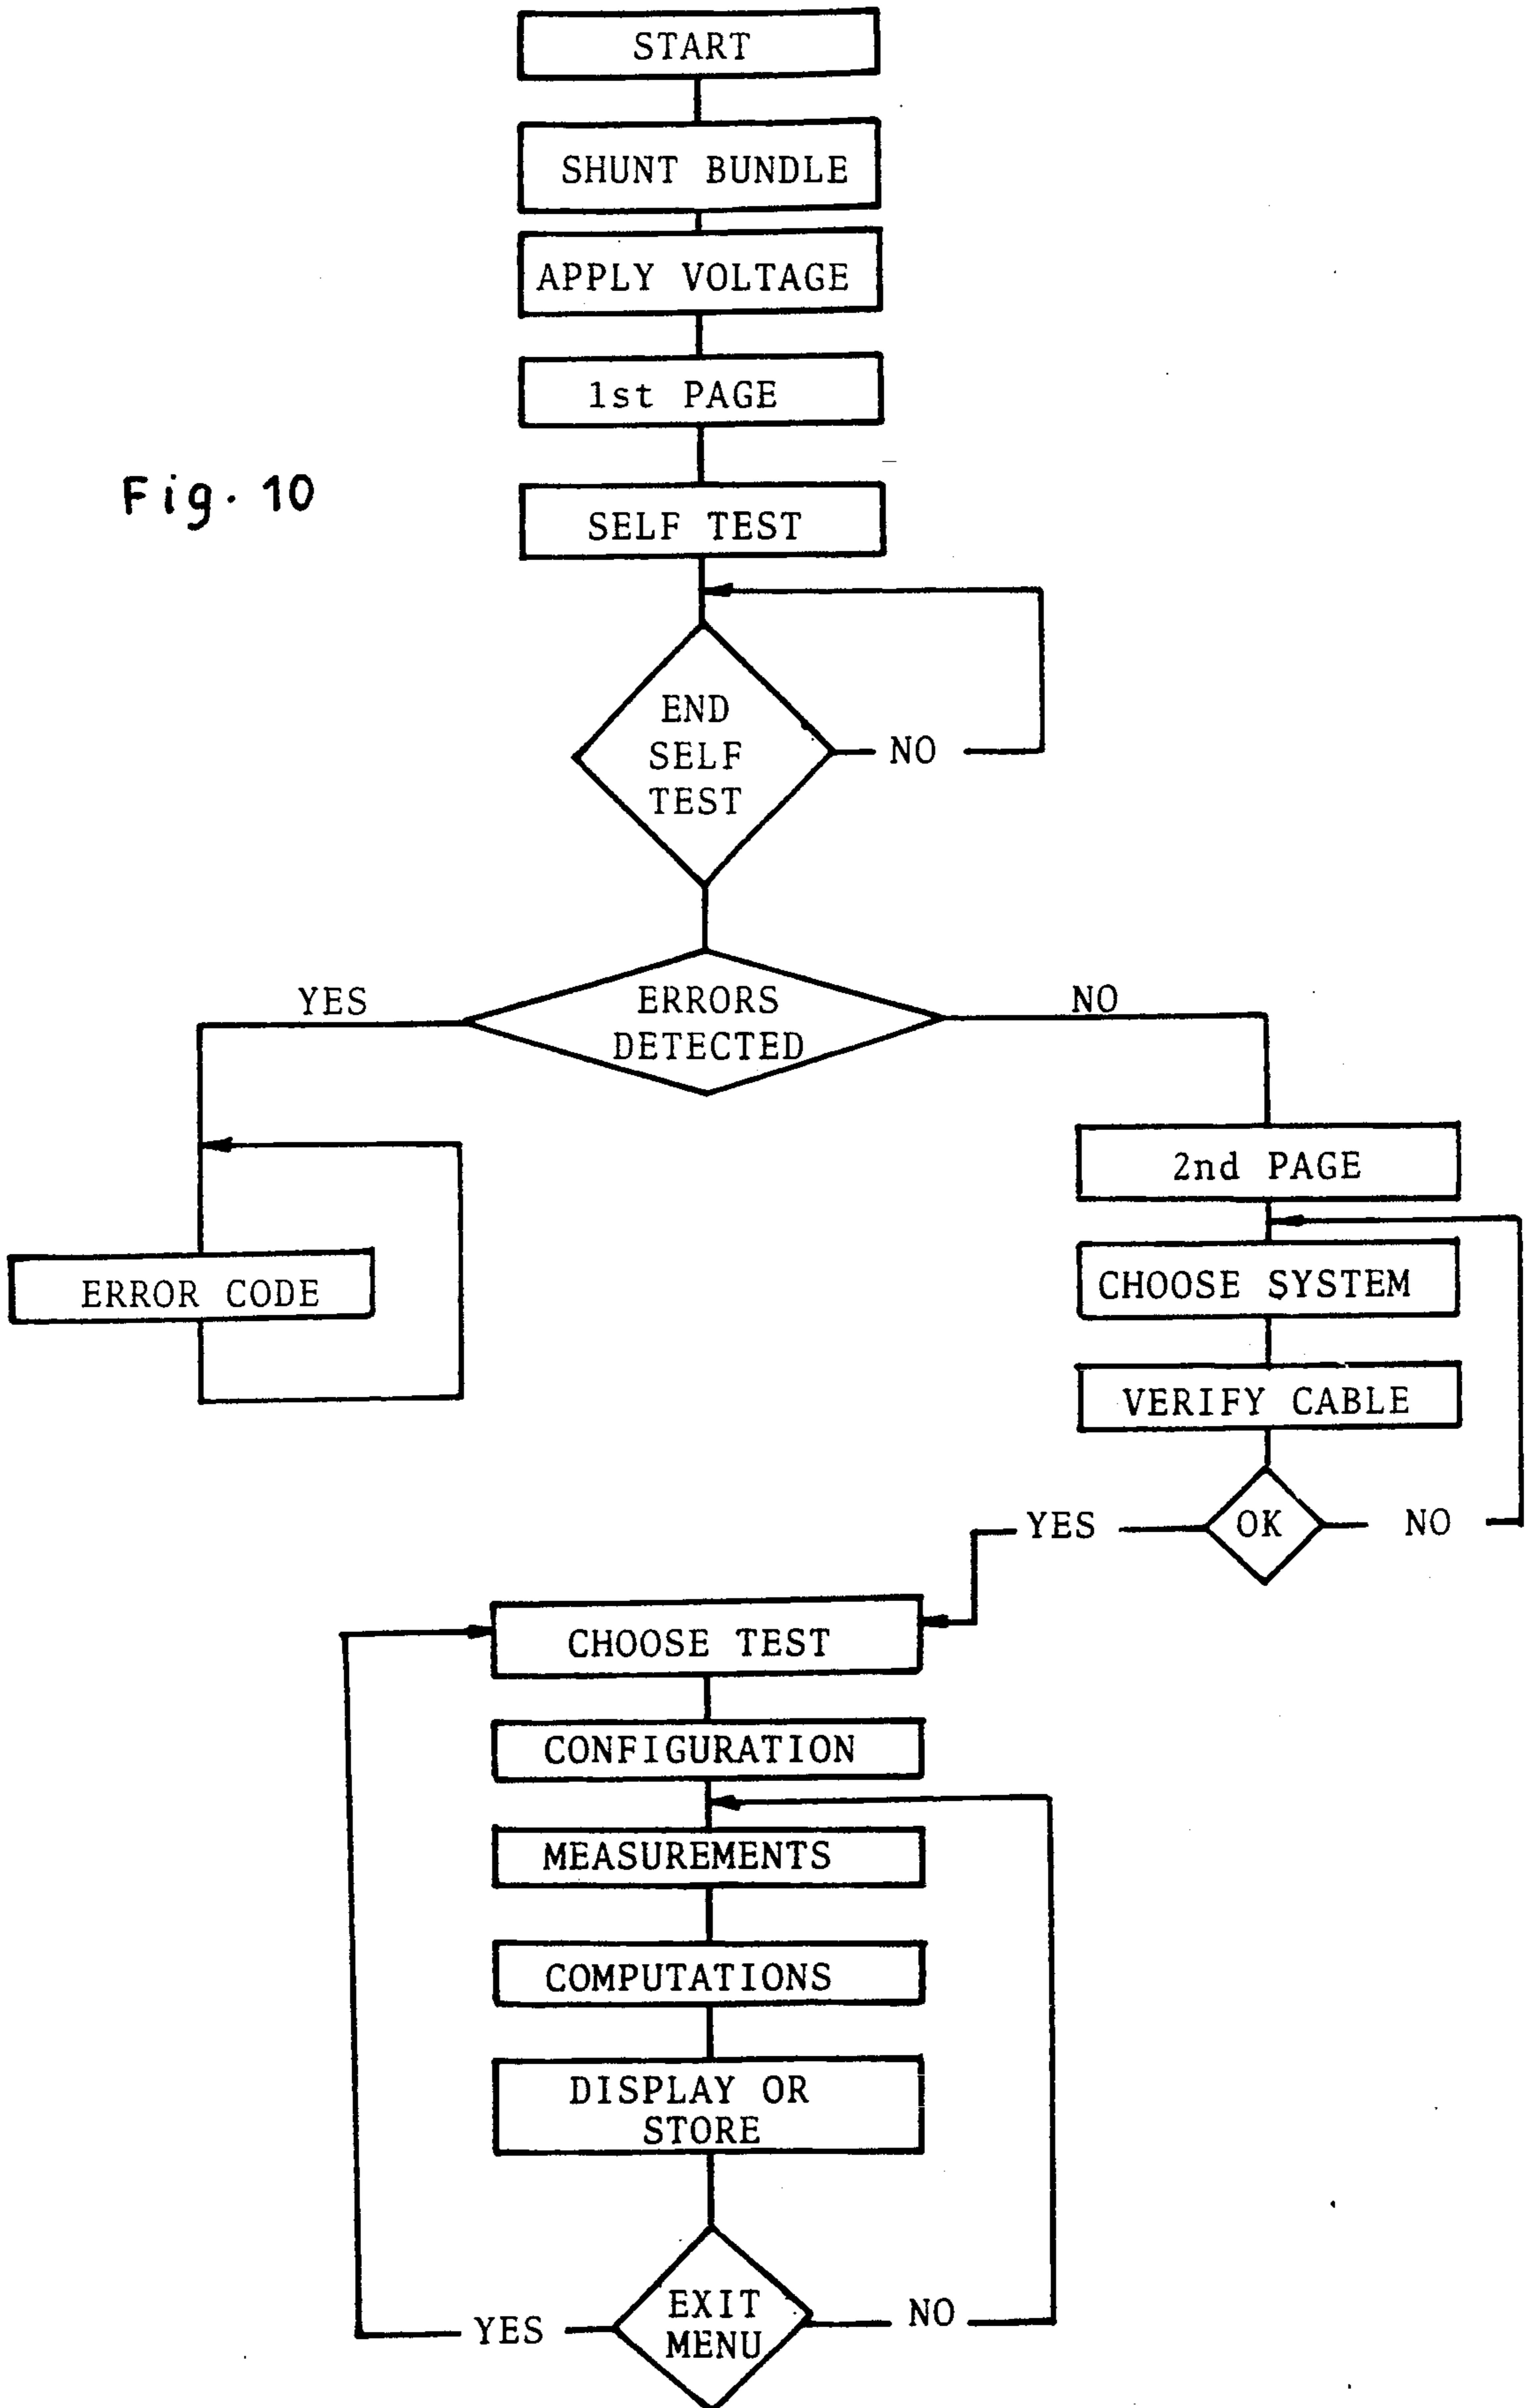 START
SHUNT BUNDLE
APPLY VOLTAGE
1st PAGE
Fig. 10
SELF TEST
END
SELF
TEST
NO
YES
ERRORS
DETECTED
NO
2nd PAGE
ERROR CODE
CHOOSE SYSTEM
VERIFY CABLE
YES
OK
NO
CHOOSE TEST
CONFIGURATION
MEASUREMENTS
COMPUTATIONS
DISPLAY OR
STORE
YES
EXIT
MENU
NO